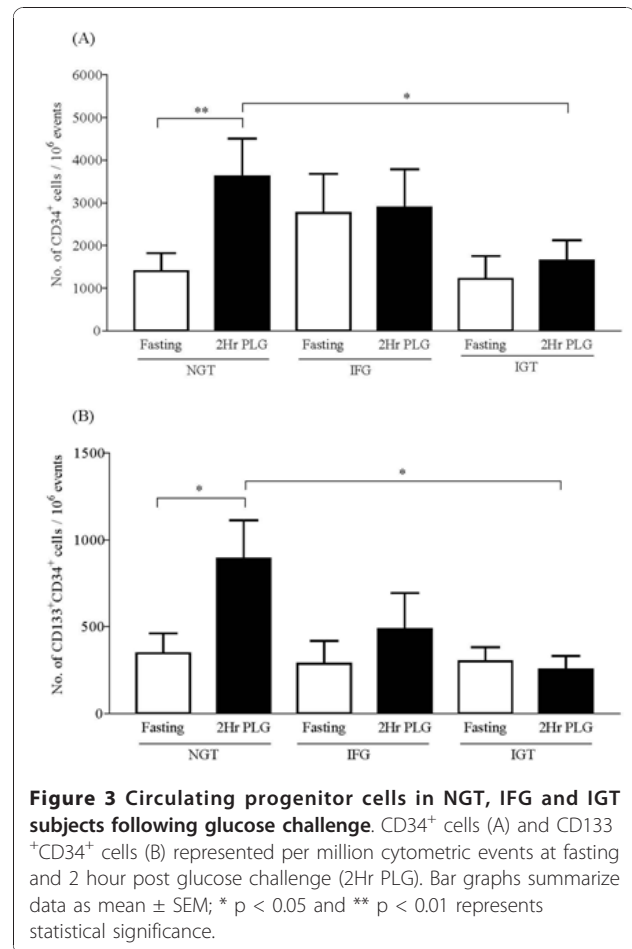 (A)
No. of CD34⁺ cells / 10⁶ events
6000
5000
4000
3000
2000
1000
0
**
*
Fasting 2Hr PLG Fasting 2Hr PLG Fasting 2Hr PLG
NGT IFG IGT
(B)
No. of CD133⁺CD34⁺ cells / 10⁶ events
1500
1000
500
0
*
*
Fasting 2Hr PLG Fasting 2Hr PLG Fasting 2Hr PLG
NGT IFG IGT
Figure 3 Circulating progenitor cells in NGT, IFG and IGT
subjects following glucose challenge. CD34⁺ cells (A) and CD133
⁺CD34⁺ cells (B) represented per million cytometric events at fasting
and 2 hour post glucose challenge (2Hr PLG). Bar graphs summarize
data as mean ± SEM; * p < 0.05 and ** p < 0.01 represents
statistical significance.